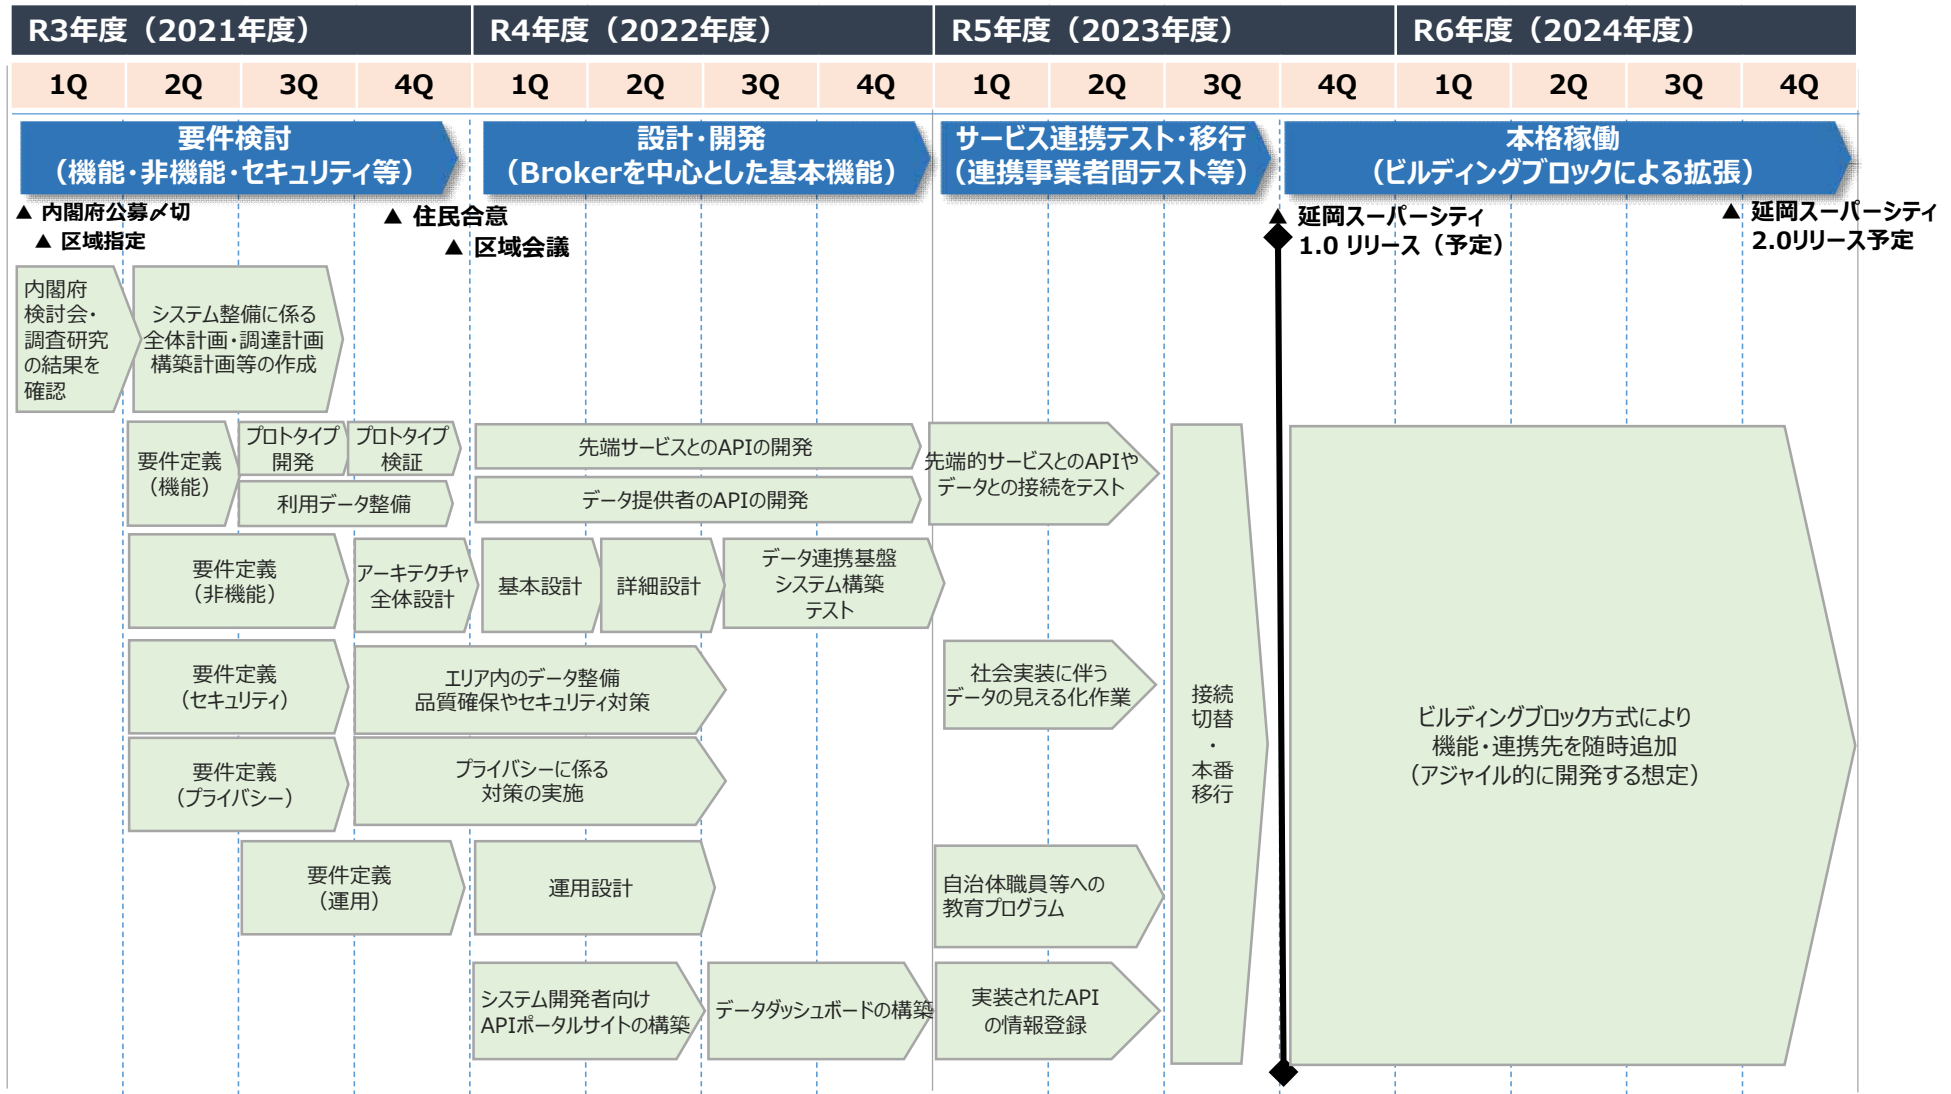 R3年度（2021年度）
R4年度（2022年度）
R5年度（2023年度）
R6年度（2024年度）
1Q
2Q
3Q
4Q
1Q
2Q
3Q
4Q
1Q
2Q
3Q
4Q
1Q
2Q
3Q
4Q
要件検討
（機能・非機能・セキュリティ等）
設計・開発
（Brokerを中心とした基本機能）
サービス連携テスト・移行
（連携事業者間テスト等）
本格稼働
（ビルディングブロックによる拡張）
▲ 内閣府公募〆切
▲ 区域指定
▲ 住民合意
▲ 区域会議
▲ 延岡スーパーシティ
1.0 リリース（予定）
▲ 延岡スーパーシティ
2.0リリース予定
内閣府
検討会・
調査研究
の結果を
確認
システム整備に係る
全体計画・調達計画
構築計画等の作成
要件定義
（機能）
プロトタイプ
開発
プロトタイプ
検証
利用データ整備
先端サービスとのAPIの開発
データ提供者のAPIの開発
先端的サービスとのAPIや
データとの接続をテスト
要件定義
（非機能）
アーキテクチャ
全体設計
基本設計
詳細設計
データ連携基盤
システム構築
テスト
要件定義
（セキュリティ）
エリア内のデータ整備
品質確保やセキュリティ対策
社会実装に伴う
データの見える化作業
要件定義
（プライバシー）
プライバシーに係る
対策の実施
接続
切替
・
本番
移行
ビルディングブロック方式により
機能・連携先を随時追加
（アジャイル的に開発する想定）
要件定義
（運用）
運用設計
自治体職員等への
教育プログラム
システム開発者向け
APIポータルサイトの構築
データダッシュボードの構築
実装されたAPI
の情報登録